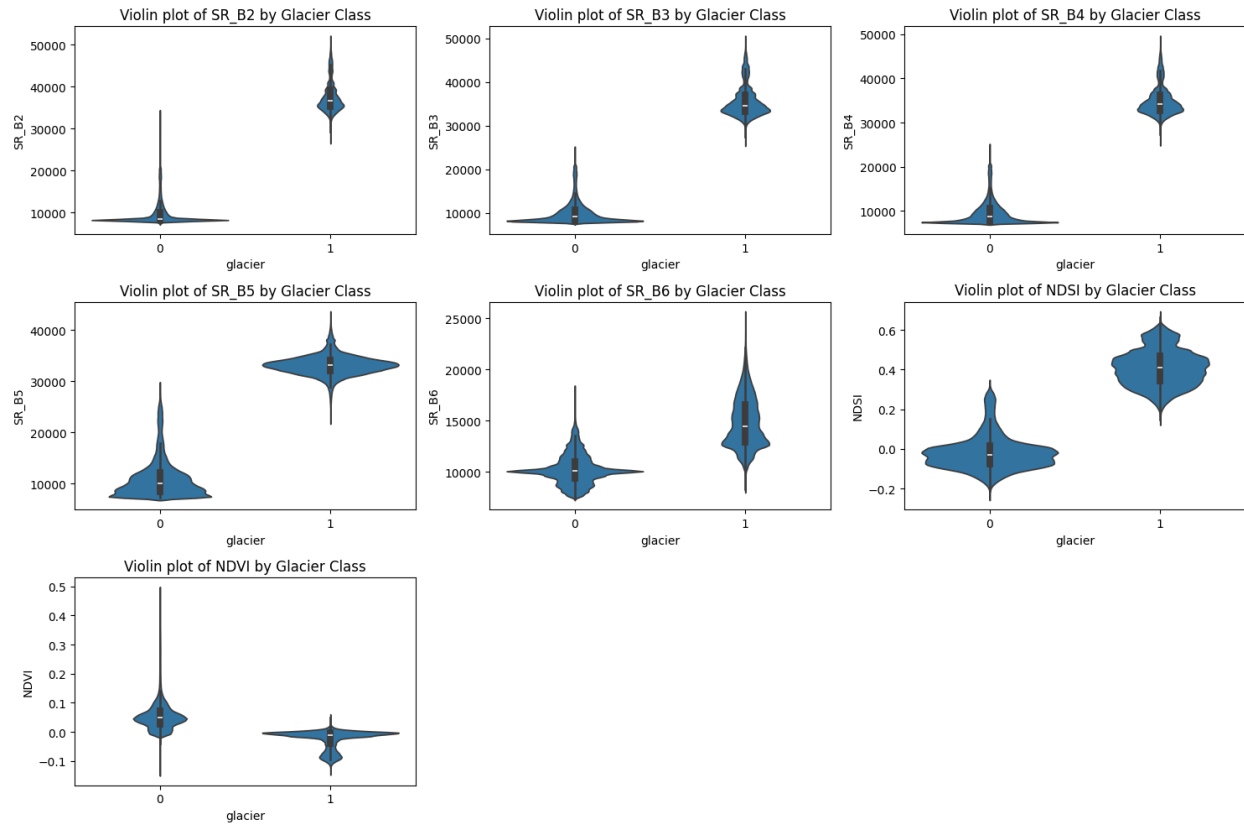 Violin plot of SR_B2 by Glacier Class
50000
40000
30000
20000
10000
SR_B2
0
1
glacier
Violin plot of SR_B3 by Glacier Class
50000
40000
30000
20000
10000
SR_B3
0
1
glacier
Violin plot of SR_B4 by Glacier Class
50000
40000
30000
20000
10000
SR_B4
0
1
glacier
Violin plot of SR_B5 by Glacier Class
40000
30000
20000
10000
SR_B5
0
1
glacier
Violin plot of SR_B6 by Glacier Class
25000
20000
15000
10000
SR_B6
0
1
glacier
Violin plot of NDSI by Glacier Class
0.6
0.4
0.2
0.0
−0.2
NDSI
0
1
glacier
Violin plot of NDVI by Glacier Class
0.5
0.4
0.3
0.2
0.1
0.0
−0.1
NDVI
0
1
glacier